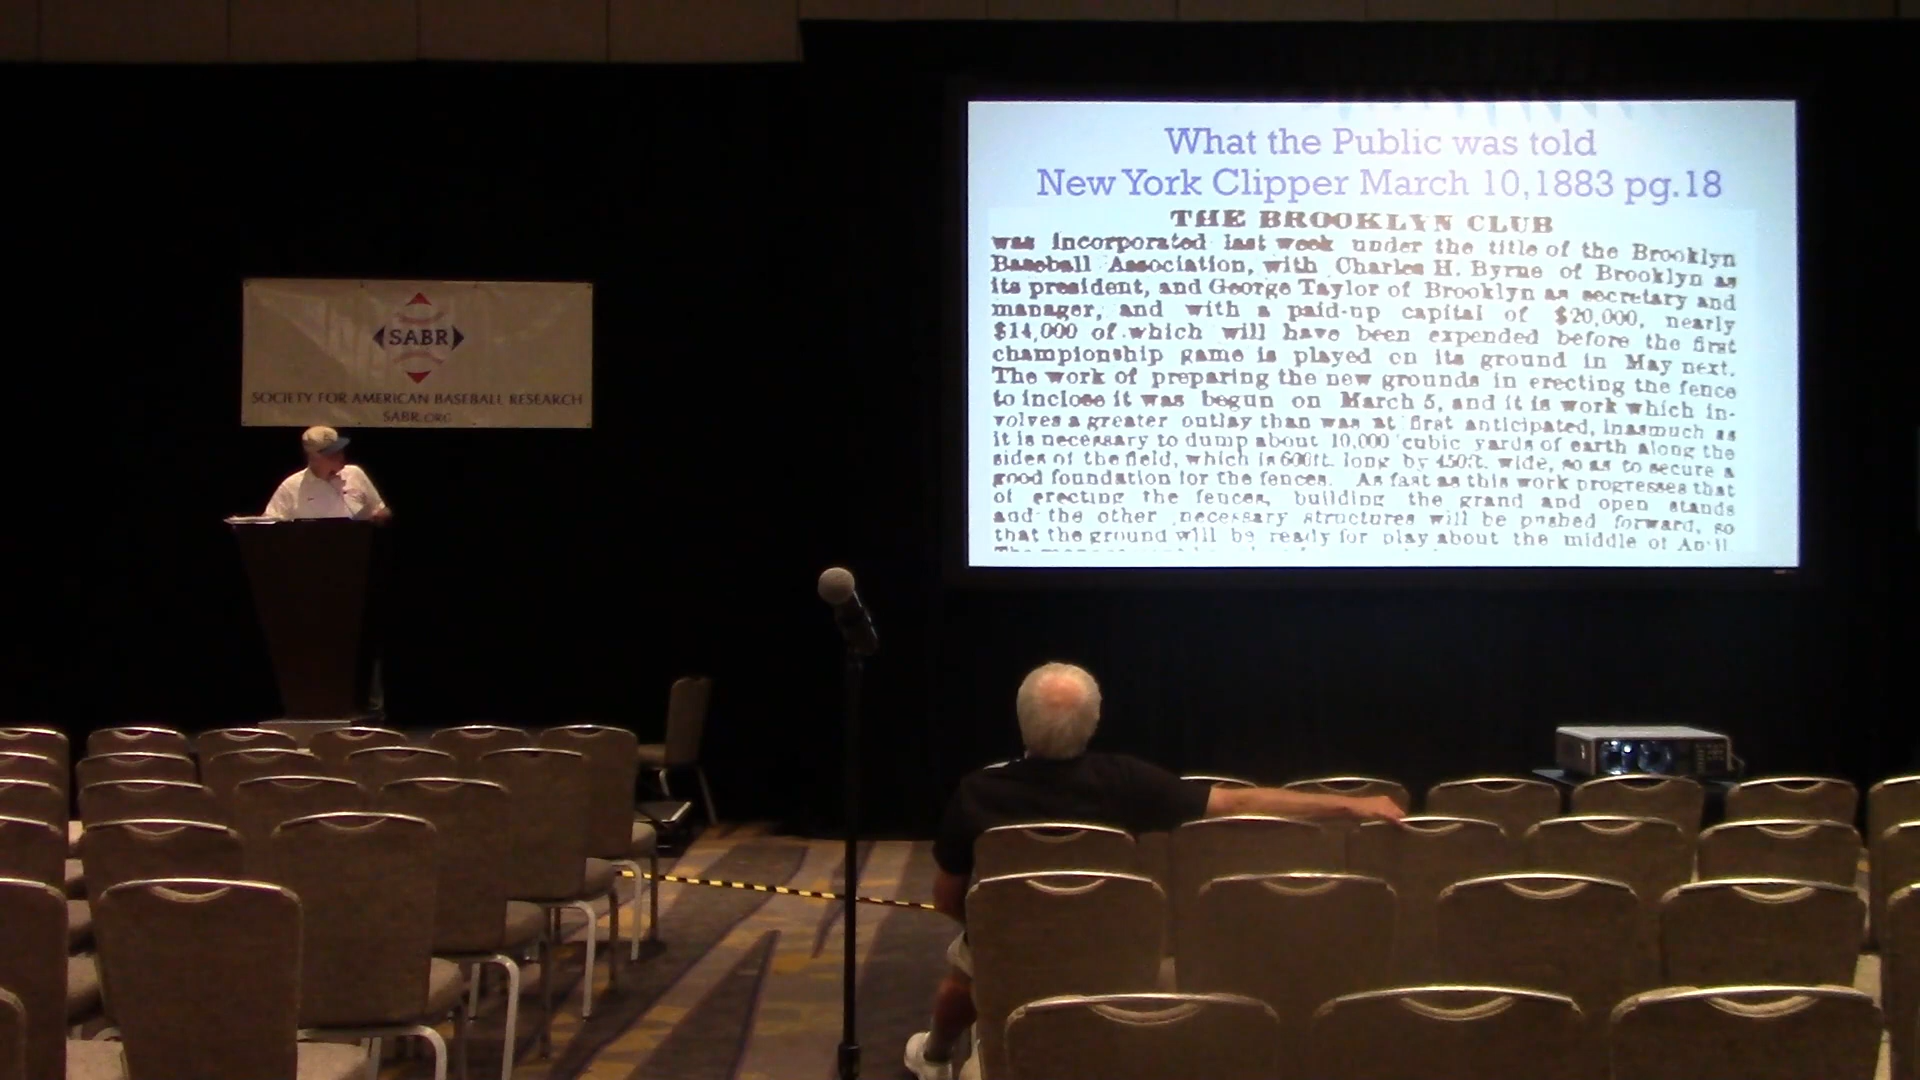 What the Public was told
New York Clipper March 10, 1883 pg.18
THE BROOKLYN CLUB
was incorporated last week under the title of the Brooklyn
Baseball Association, with Charles H. Byrne of Brooklyn as
its president, and George Taylor of Brooklyn as secretary and
manager, and with a paid-up capital of $20,000, nearly
$14,000 of which will have been expended before the first
championship game is played on its ground in May next.
The work of preparing the new grounds in erecting the fence
to inclose it was begun on March 5, and it is work which in-
volves a greater outlay than was at first anticipated, inasmuch as
it is necessary to dump about 10,000 cubic yards of earth along the
sides of the field, which is 600ft. long by 450ft. wide, so as to secure a
good foundation for the fences. As fast as this work progresses that
of erecting the fences, building the grand and open stands
and the other necessary structures will be pushed forward, so
that the ground will be ready for play about the middle of April
SABR
SOCIETY FOR AMERICAN BASEBALL RESEARCH
SABR.ORG